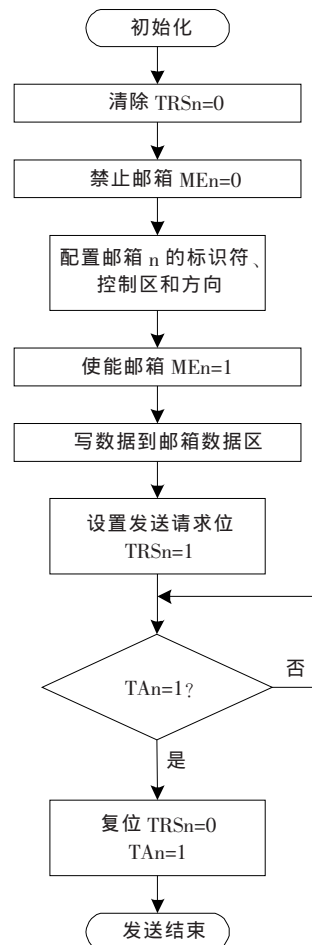 初始化
清除 TRSn=0
禁止邮箱 MEn=0
配置邮箱 n 的标识符、
控制区和方向
使能邮箱 MEn=1
写数据到邮箱数据区
设置发送请求位
TRSn=1
TAn=1?
否
是
复位 TRSn=0
TAn=1
发送结束